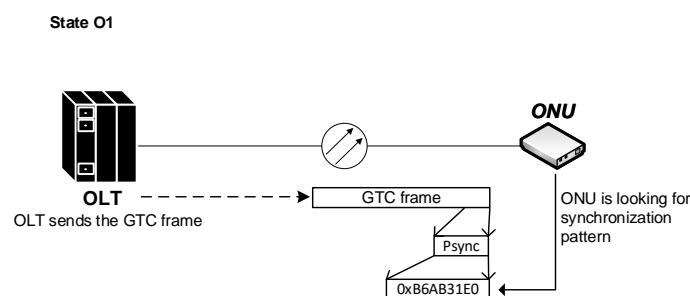 State O1
ONU
OLT
OLT sends the GTC frame
GTC frame
ONU is looking for
synchronization
pattern
Psync
0xB6AB31E0